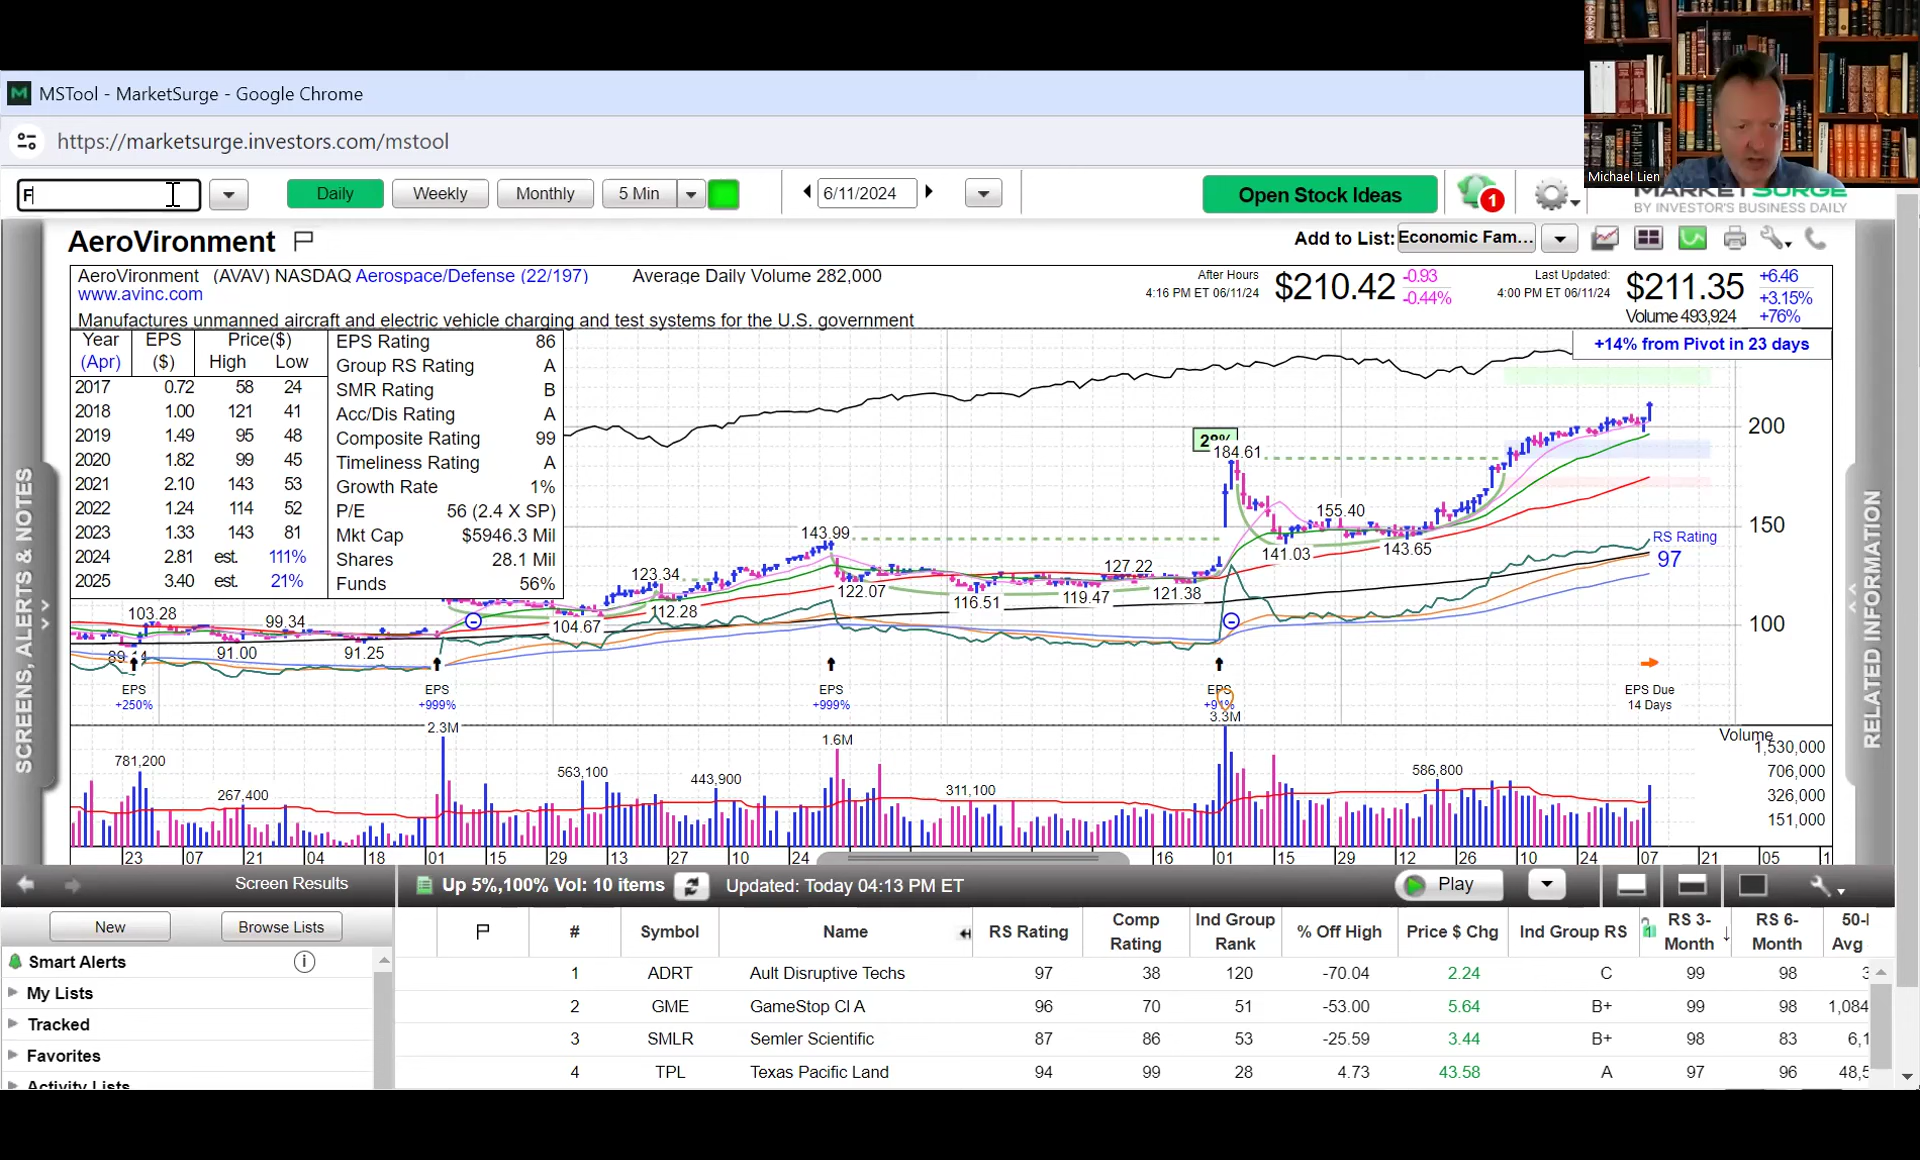 MSTool - MarketSurge - Google Chrome
https://marketsurge.investors.com/mstool
Michael Lien
F
Daily
Weekly
Monthly
5 Min
6/11/2024
Open Stock Ideas
1
MARKETSURGE
BY INVESTOR'S BUSINESS DAILY
AeroVironment
Add to List:
Economic Fam...
AeroVironment (AVAV) NASDAQ Aerospace/Defense (22/197) Average Daily Volume 282,000
www.avinc.com
Manufactures unmanned aircraft and electric vehicle charging and test systems for the U.S. government
After Hours
4:16 PM ET 06/11/24
$210.42
-0.93
-0.44%
Last Updated:
4:00 PM ET 06/11/24
$211.35
+6.46
+3.15%
Volume 493,924 +76%
+14% from Pivot in 23 days
Year EPS Price($)
(Apr) ($) High Low
2017 0.72 58 24
2018 1.00 121 41
2019 1.49 95 48
2020 1.82 99 45
2021 2.10 143 53
2022 1.24 114 52
2023 1.33 143 81
2024 2.81 est. 111%
2025 3.40 est. 21%
EPS Rating 86
Group RS Rating A
SMR Rating B
Acc/Dis Rating A
Composite Rating 99
Timeliness Rating A
Growth Rate 1%
P/E 56 (2.4 X SP)
Mkt Cap $5946.3 Mil
Shares 28.1 Mil
Funds 56%
200
150
100
184.61
155.40
143.99
141.03
143.65
RS Rating
97
123.34
127.22
122.07
116.51
119.47
121.38
112.28
104.67
103.28
99.34
91.00
91.25
EPS
+250%
EPS
+999%
EPS
+999%
EPS
3.3M
EPS Due
14 Days
2.3M
1.6M
Volume
1,530,000
706,000
326,000
151,000
781,200
267,400
563,100
443,900
311,100
586,800
23 07 21 04 18 01 15 29 13 27 10 24 16 01 15 29 12 26 10 24 07 21 05
SCREENS, ALERTS & NOTES
RELATED INFORMATION
Screen Results
Up 5%,100% Vol: 10 items
Updated: Today 04:13 PM ET
Play
New
Browse Lists
Smart Alerts
My Lists
Tracked
Favorites
Activity Lists
# Symbol Name RS Rating Comp Rating Ind Group Rank % Off High Price $ Chg Ind Group RS RS 3-Month RS 6-Month Avg
1 ADRT Ault Disruptive Techs 97 38 120 -70.04 2.24 C 99 98
2 GME GameStop Cl A 96 70 51 -53.00 5.64 B+ 99 98 1,084
3 SMLR Semler Scientific 87 86 53 -25.59 3.44 B+ 98 83 6,1
4 TPL Texas Pacific Land 94 99 28 4.73 43.58 A 97 96 48,5